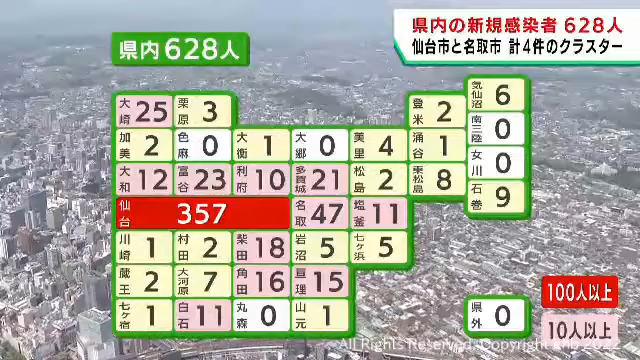 県内の新規感染者 628人
仙台市と名取市 計4件のクラスター
県内628人
気仙沼 6
大崎 25 栗原 3 登米 2 南三陸 0
加美 2 色麻 0 大衡 1 大郷 0 美里 4 涌谷 1 女川 0
大和 12 富谷 23 利府 10 多賀城 21 松島 2 東松島 8 石巻 9
仙台 357 名取 47 塩釜 11
川崎 1 村田 2 柴田 18 岩沼 5 七ヶ浜 5
蔵王 2 大河原 7 角田 16 亘理 15
七ヶ宿 1 白石 11 丸森 0 山元 1
県外 0
100人以上
10人以上
All Rights Reserved, Copyright © khb 2022